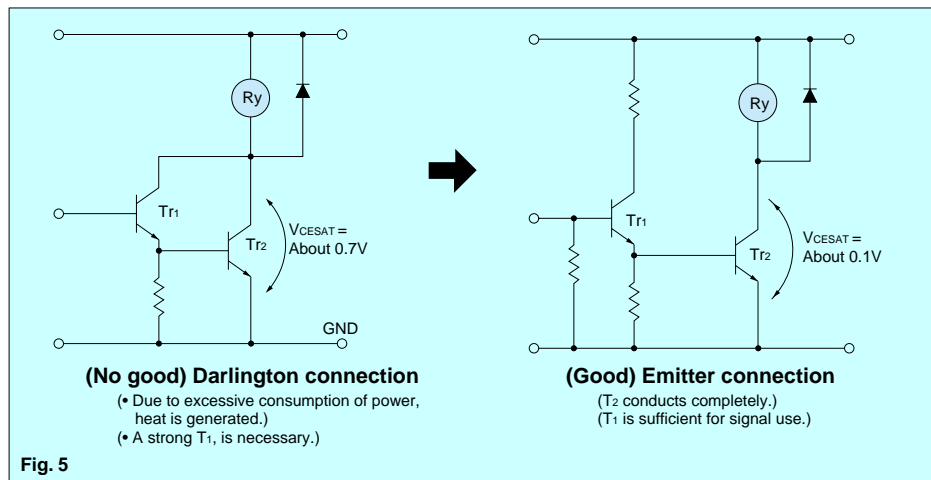 Ry
Tr1
Tr2
VCESAT =
About 0.7V
GND
(No good) Darlington connection
(• Due to excessive consumption of power,
heat is generated.)
(• A strong T1, is necessary.)
Ry
Tr1
Tr2
VCESAT =
About 0.1V
(Good) Emitter connection
(T2 conducts completely.)
(T1 is sufficient for signal use.)
Fig. 5